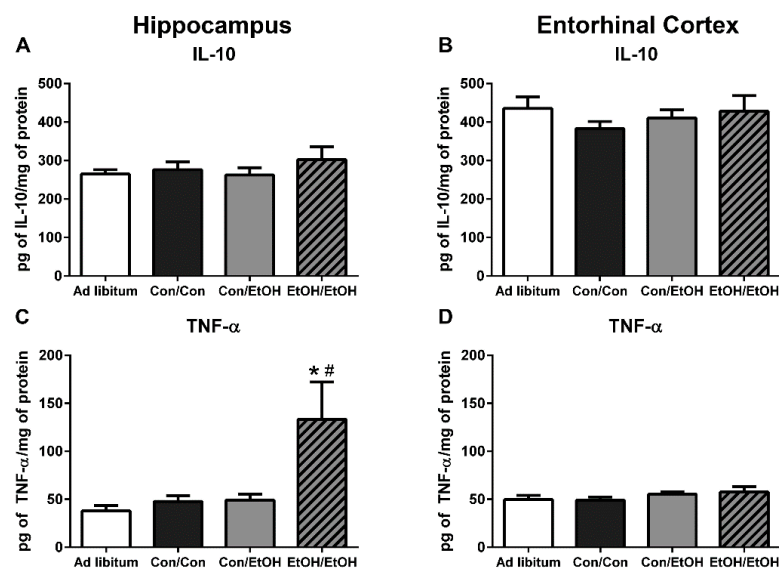 Hippocampus
Entorhinal Cortex
A
IL-10
pg of IL-10/mg of protein
500
400
300
200
100
0
Ad libitum Con/Con Con/EtOH EtOH/EtOH
B
IL-10
pg of IL-10/mg of protein
500
400
300
200
100
0
Ad libitum Con/Con Con/EtOH EtOH/EtOH
C
TNF-α
pg of TNF-α/mg of protein
200
150
100
50
0
* #
Ad libitum Con/Con Con/EtOH EtOH/EtOH
D
TNF-α
pg of TNF-α/mg of protein
200
150
100
50
0
Ad libitum Con/Con Con/EtOH EtOH/EtOH